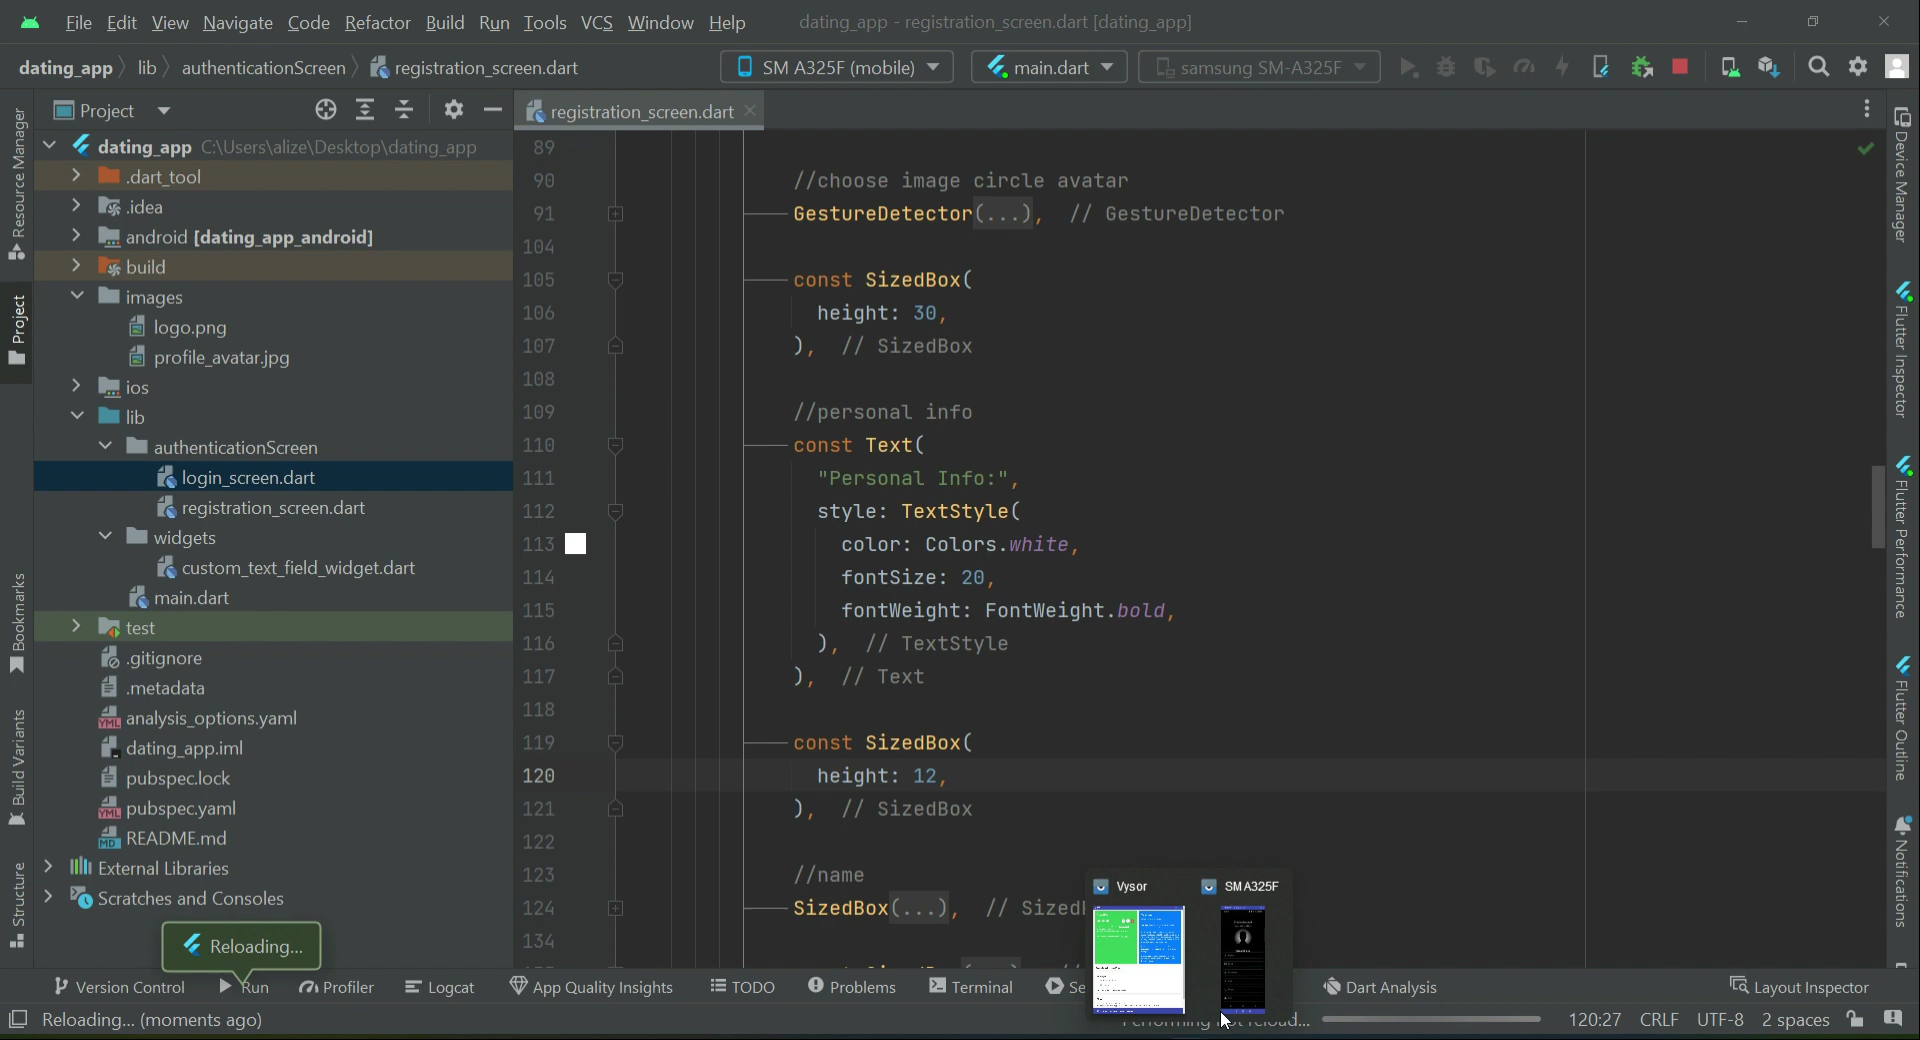 File Edit View Navigate Code Refactor Build Run Tools VCS Window Help dating_app - registration_screen.dart [dating_app]
dating_app lib authenticationScreen registration_screen.dart SM A325F (mobile) main.dart samsung SM-A325F
Project registration_screen.dart
dating_app C:\Users\alize\Desktop\dating_app
.dart_tool
.idea
android [dating_app_android]
build
images
logo.png
profile_avatar.jpg
ios
lib
authenticationScreen
login_screen.dart
registration_screen.dart
widgets
custom_text_field_widget.dart
main.dart
test
.gitignore
.metadata
analysis_options.yaml
dating_app.iml
pubspec.lock
pubspec.yaml
README.md
External Libraries
Scratches and Consoles
Resource Manager
Project
Bookmarks
Build Variants
Structure
89
90 //choose image circle avatar
91 GestureDetector(...), // GestureDetector
104
105 const SizedBox(
106 height: 30,
107 ), // SizedBox
108
109 //personal info
110 const Text(
111 "Personal Info:",
112 style: TextStyle(
113 color: Colors.white,
114 fontSize: 20,
115 fontWeight: FontWeight.bold,
116 ), // TextStyle
117 ), // Text
118
119 const SizedBox(
120 height: 12,
121 ), // SizedBox
122
123 //name
124 SizedBox(...), // Sized
134
Device Manager
Flutter Inspector
Flutter Performance
Flutter Outline
Notifications
Vysor SM A325F
Reloading...
Version Control Run Profiler Logcat App Quality Insights TODO Problems Terminal Se Dart Analysis Layout Inspector
Reloading... (moments ago) 120:27 CRLF UTF-8 2 spaces